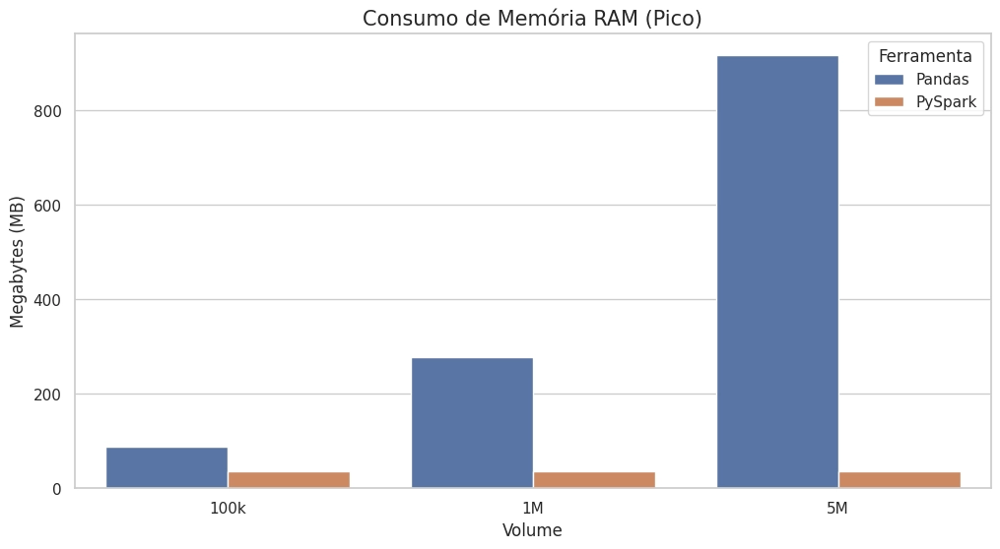 Consumo de Memória RAM (Pico)
Ferramenta
Pandas
PySpark
Megabytes (MB)
800
600
400
200
0
100k
1M
5M
Volume